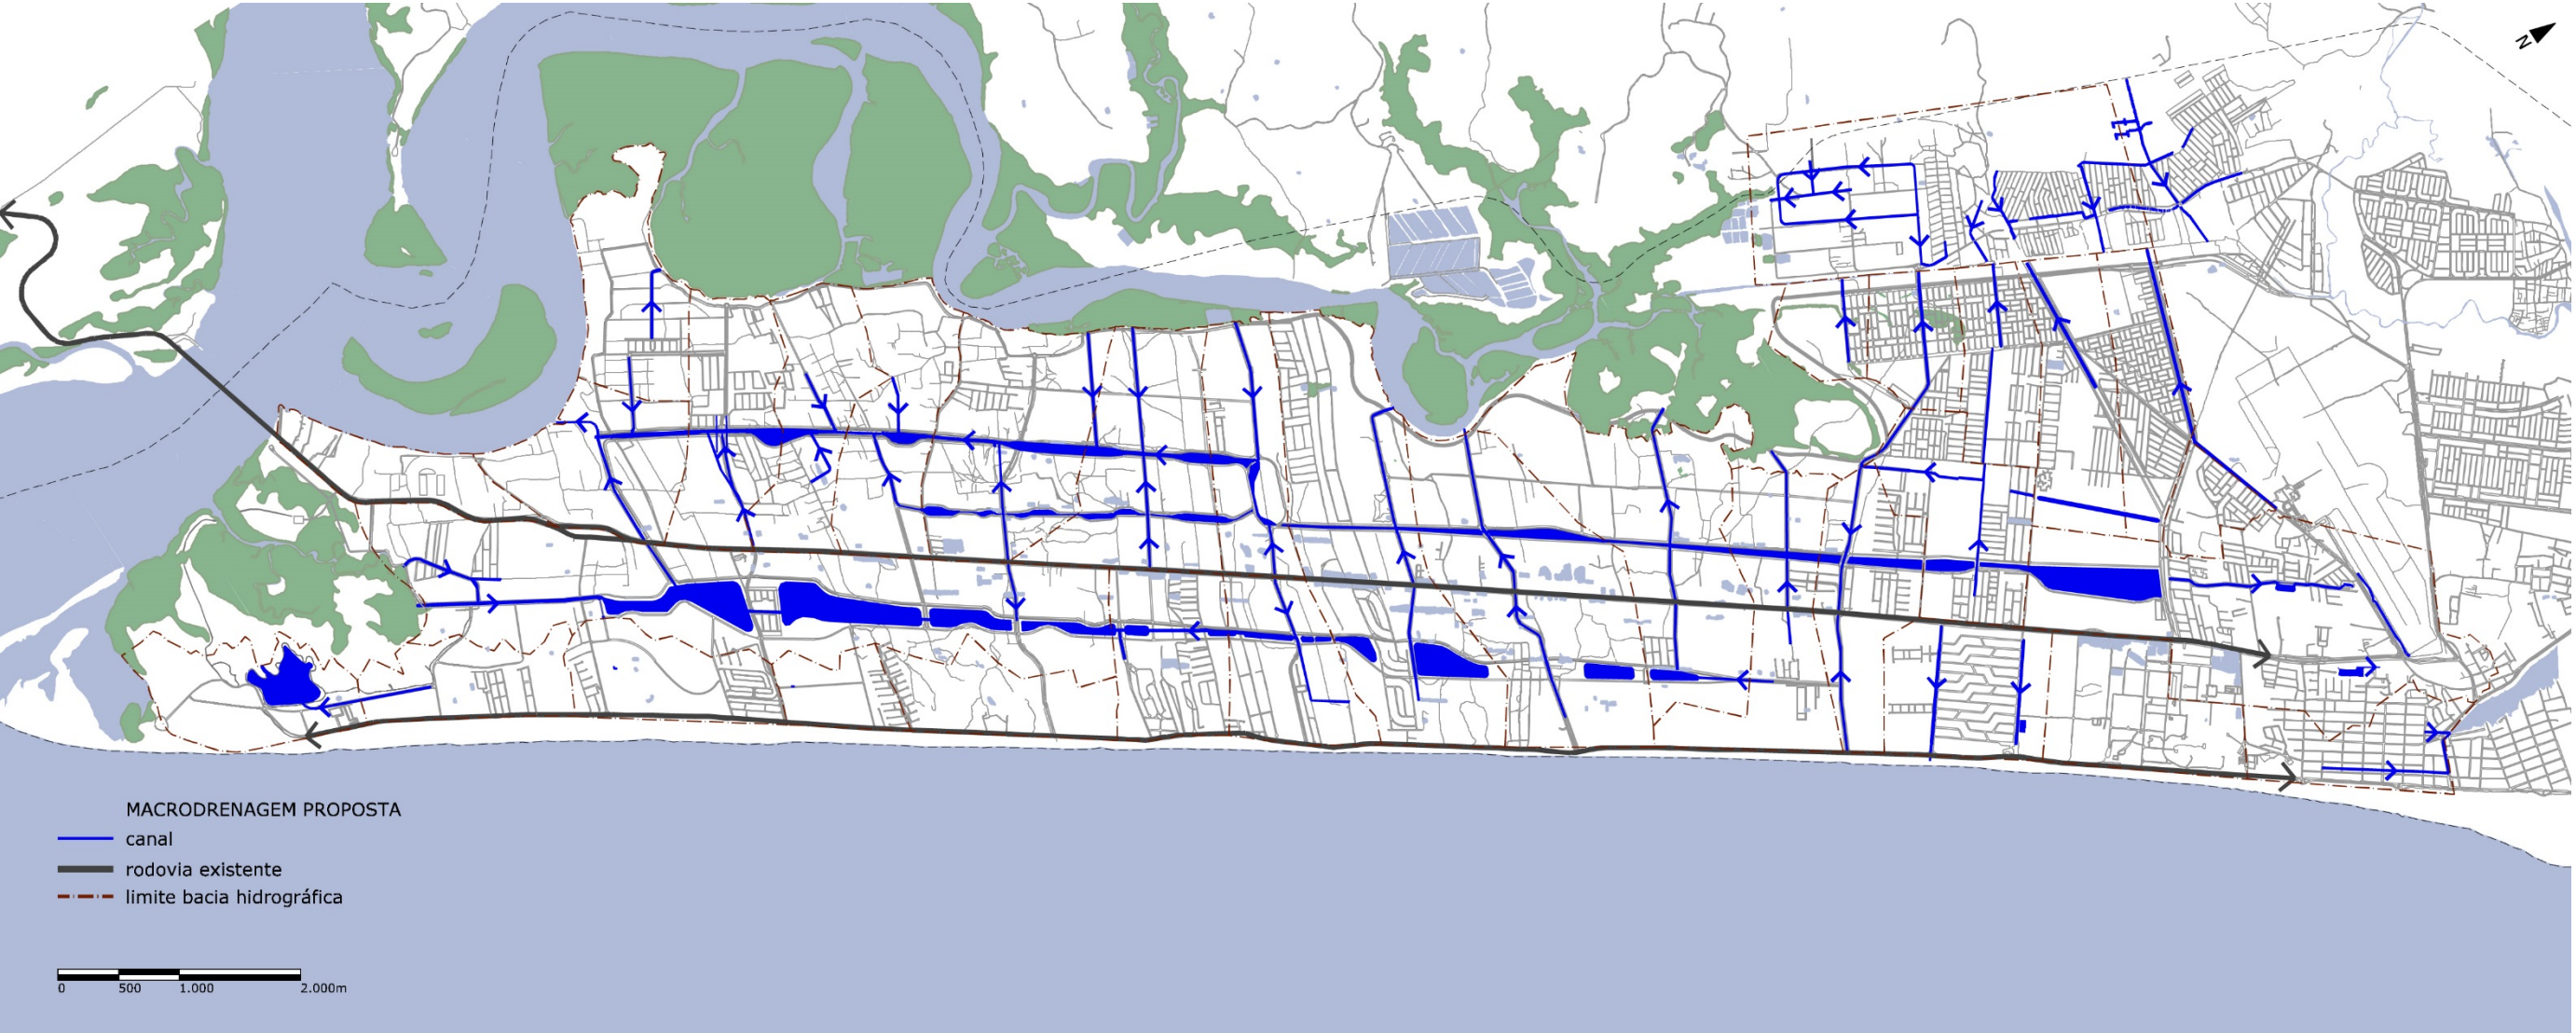 N
MACRODRENAGEM PROPOSTA
canal
rodovia existente
limite bacia hidrográfica
0 500 1.000 2.000m